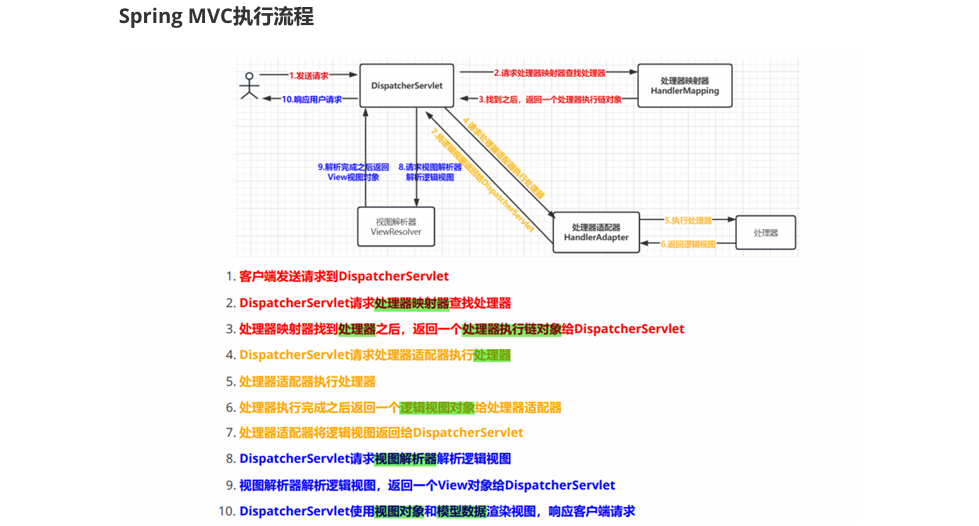 Spring MVC执行流程
1.发送请求
DispatcherServlet
2.请求处理器映射器查找处理器
处理器映射器
HandlerMapping
10.响应用户请求
3.找到之后，返回一个处理器执行链对象
4.请求处理器适配器执行处理器
7.将逻辑视图返回给DispatcherServlet
9.解析完成之后返回
View视图对象
8.请求视图解析器
解析逻辑视图
视图解析器
ViewResolver
处理器适配器
HandlerAdapter
5.执行处理器
6.返回逻辑视图
处理器
1. 客户端发送请求到DispatcherServlet
2. DispatcherServlet请求处理器映射器查找处理器
3. 处理器映射器找到处理器之后，返回一个处理器执行链对象给DispatcherServlet
4. DispatcherServlet请求处理器适配器执行处理器
5. 处理器适配器执行处理器
6. 处理器执行完成之后返回一个逻辑视图对象给处理器适配器
7. 处理器适配器将逻辑视图返回给DispatcherServlet
8. DispatcherServlet请求视图解析器解析逻辑视图
9. 视图解析器解析逻辑视图，返回一个View对象给DispatcherServlet
10. DispatcherServlet使用视图对象和模型数据渲染视图，响应客户端请求